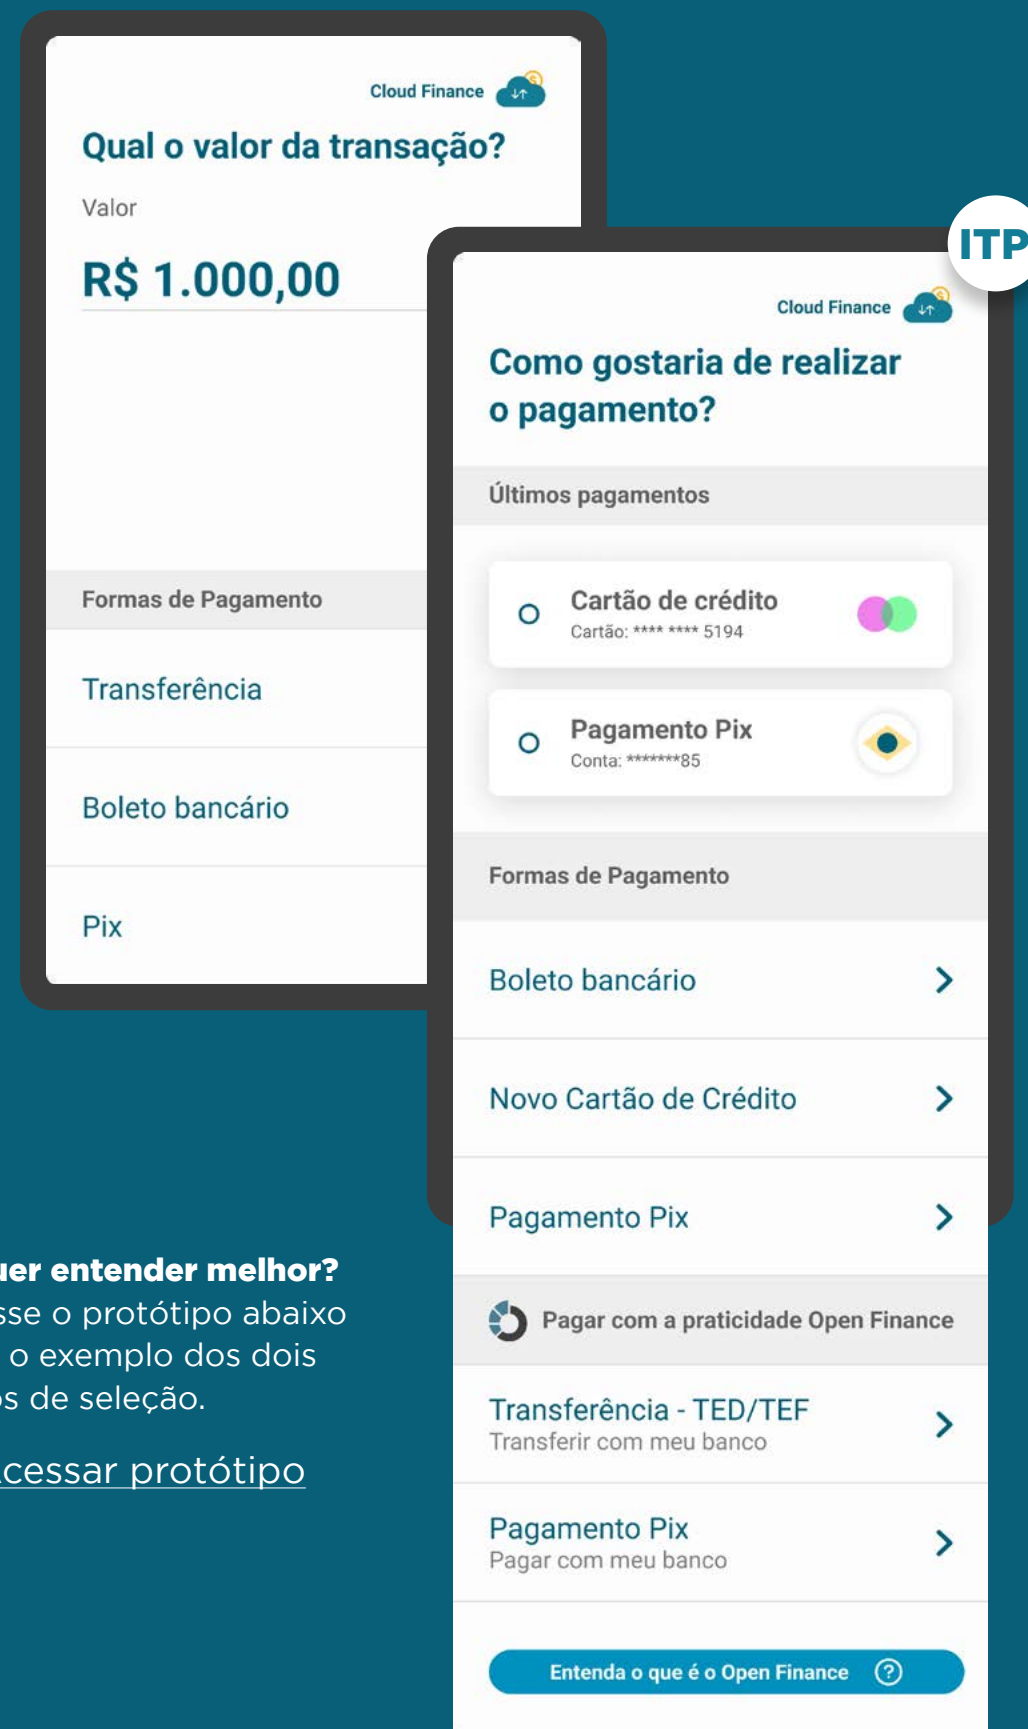 Cloud Finance
Qual o valor da transação?
Valor
R$ 1.000,00
Formas de Pagamento
Transferência
Boleto bancário
Pix
ITP
Cloud Finance
Como gostaria de realizar
o pagamento?
Últimos pagamentos
Cartão de crédito
Cartão: **** **** 5194
Pagamento Pix
Conta: *******85
Formas de Pagamento
Boleto bancário
Novo Cartão de Crédito
Pagamento Pix
Pagar com a praticidade Open Finance
Transferência - TED/TEF
Transferir com meu banco
Pagamento Pix
Pagar com meu banco
Entenda o que é o Open Finance ?
uer entender melhor?
sse o protótipo abaixo
o exemplo dos dois
os de seleção.
cessar protótipo